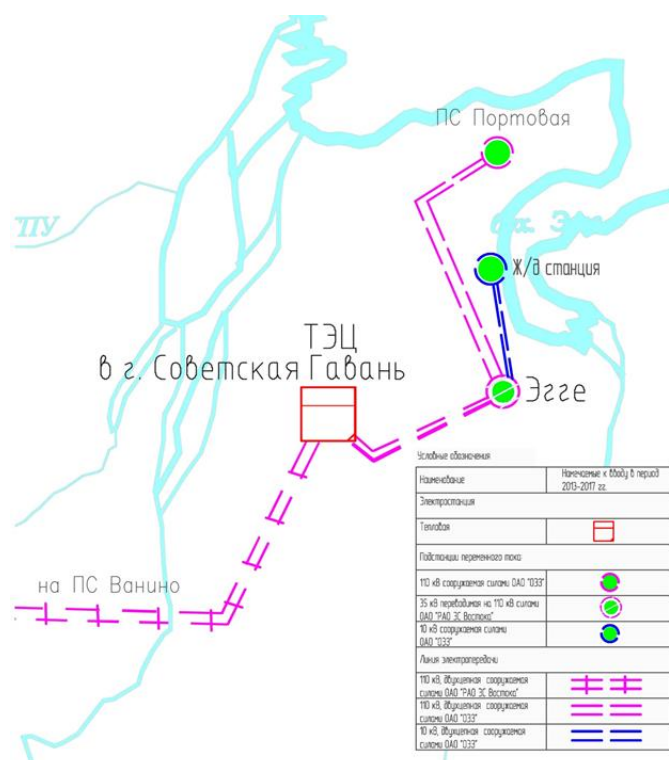 ПС Портовая
Ж/д станция
ТЭЦ
в г. Советская Гавань
Эгге
на ПС Ванино
Условные обозначения
Наименование
Намечаемые к вводу в период
2013-2017 гг.
Электростанция
Тепловая
Подстанции переменного тока
110 кВ сооружаемая силами ОАО "ОЭЗ"
35 кВ переводимая на 110 кВ силами
ОАО "РАО ЭС Востока"
10 кВ сооружаемая силами
ОАО "ОЭЗ"
Линия электропередачи
110 кВ, двухцепная сооружаемая
силами ОАО "РАО ЭС Востока"
110 кВ, двухцепная сооружаемая
силами ОАО "ОЭЗ"
10 кВ, двухцепная сооружаемая
силами ОАО "ОЭЗ"